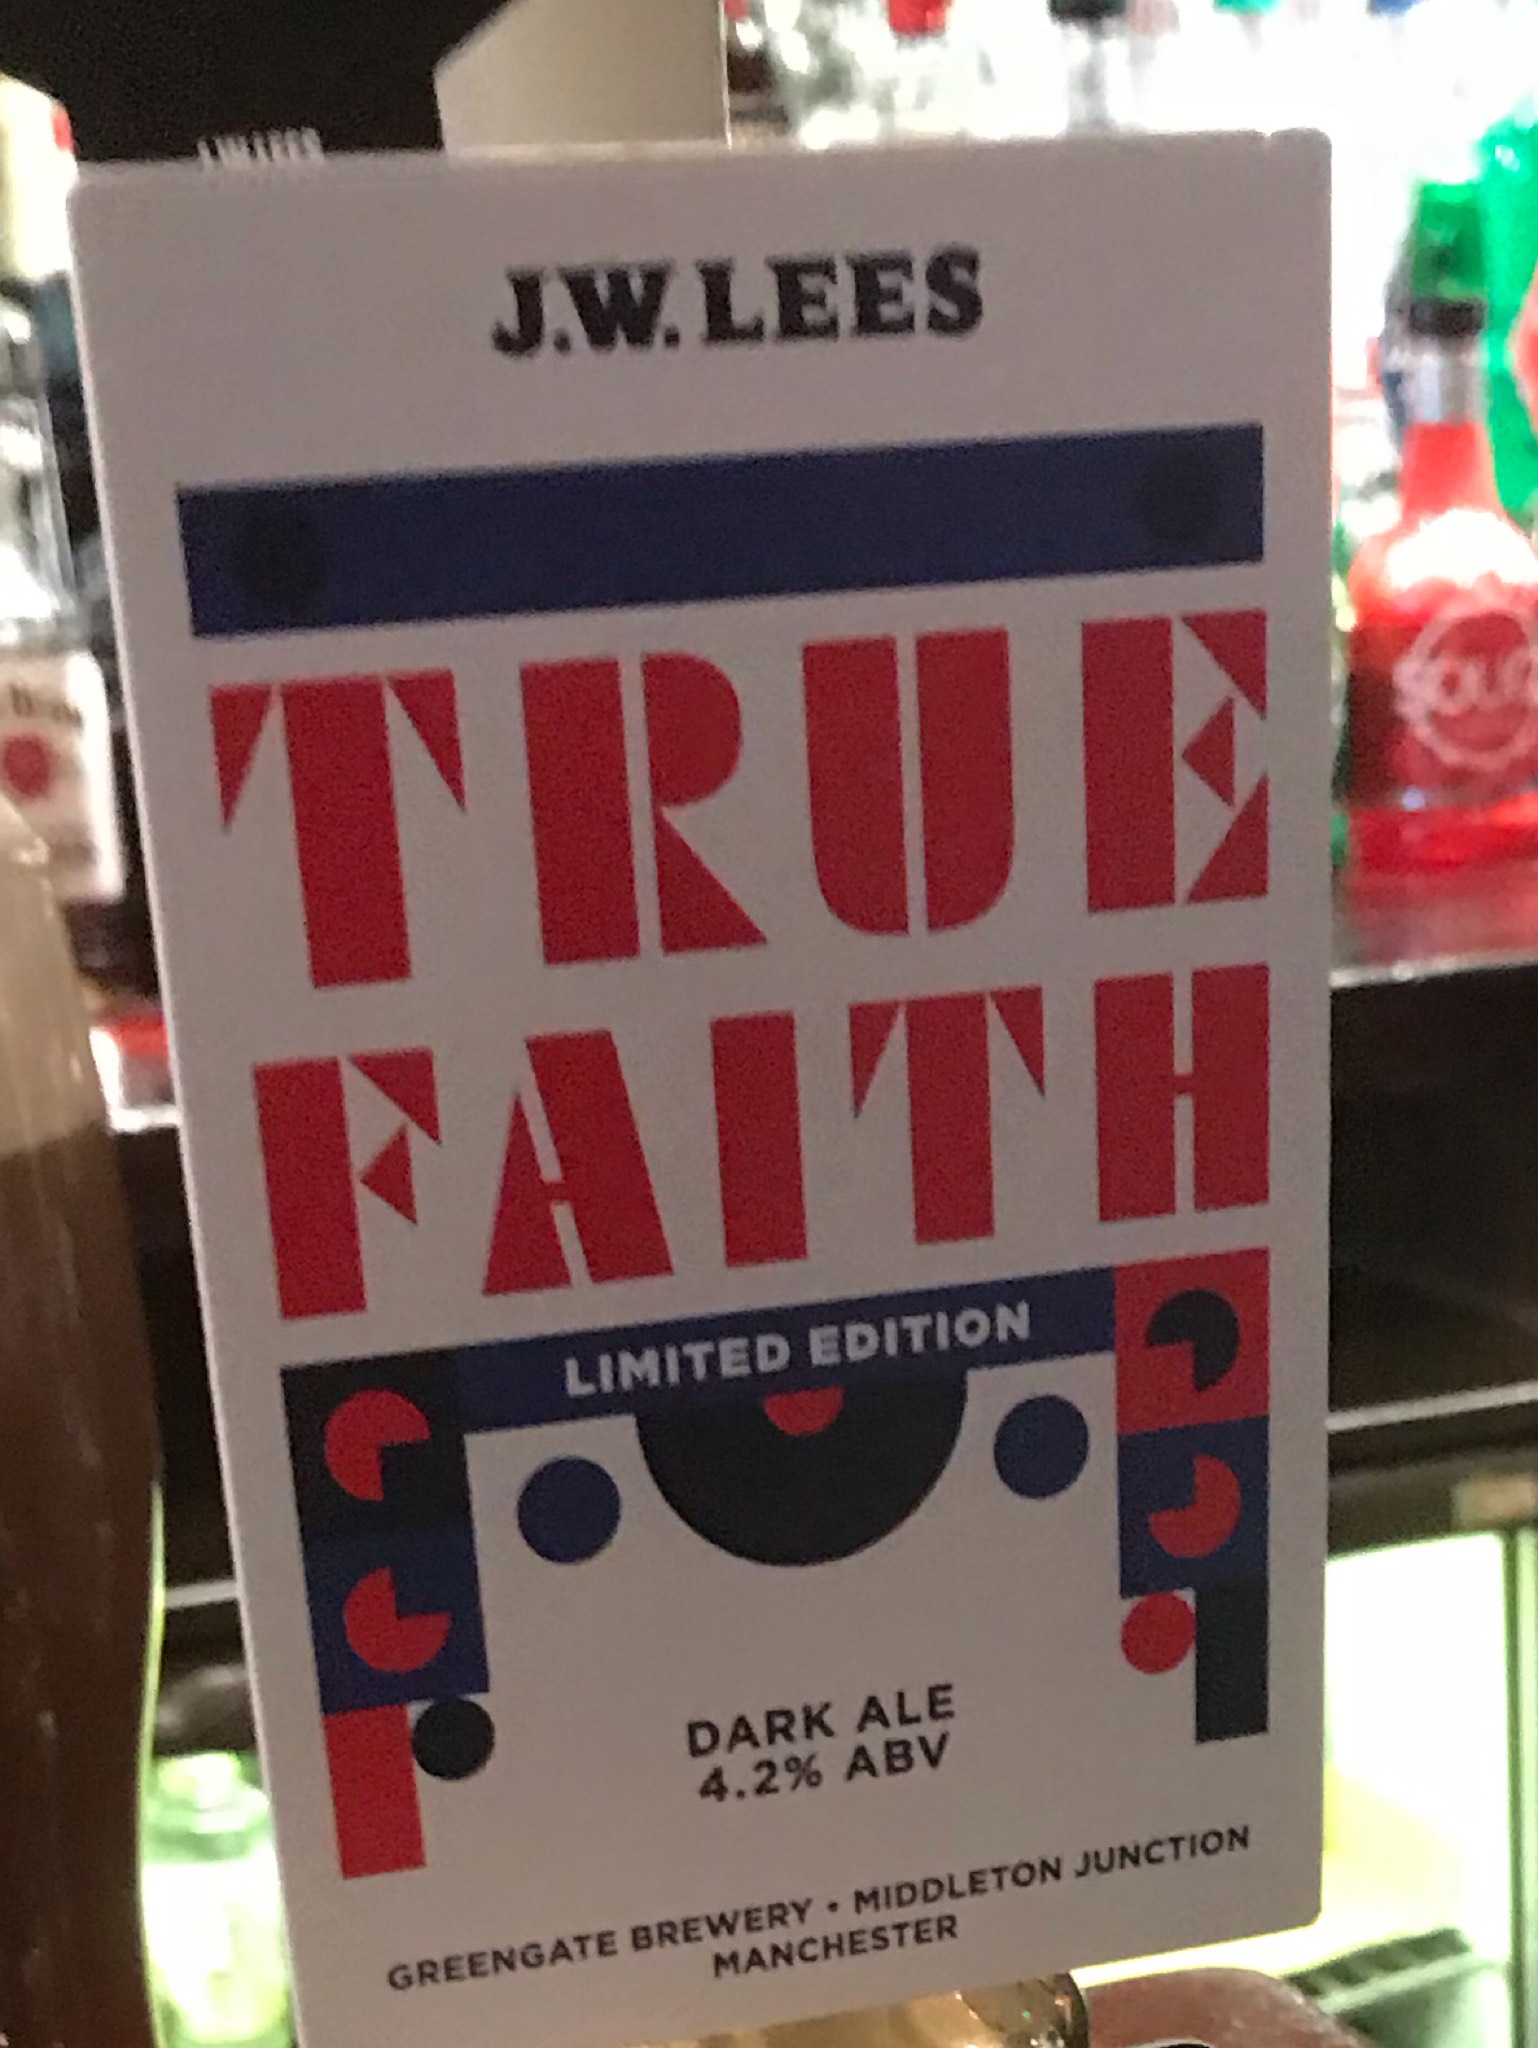 J.W. LEES
TRUE
FAITH
LIMITED EDITION
DARK ALE
4.2% ABV
GREENGATE BREWERY • MIDDLETON JUNCTION
MANCHESTER